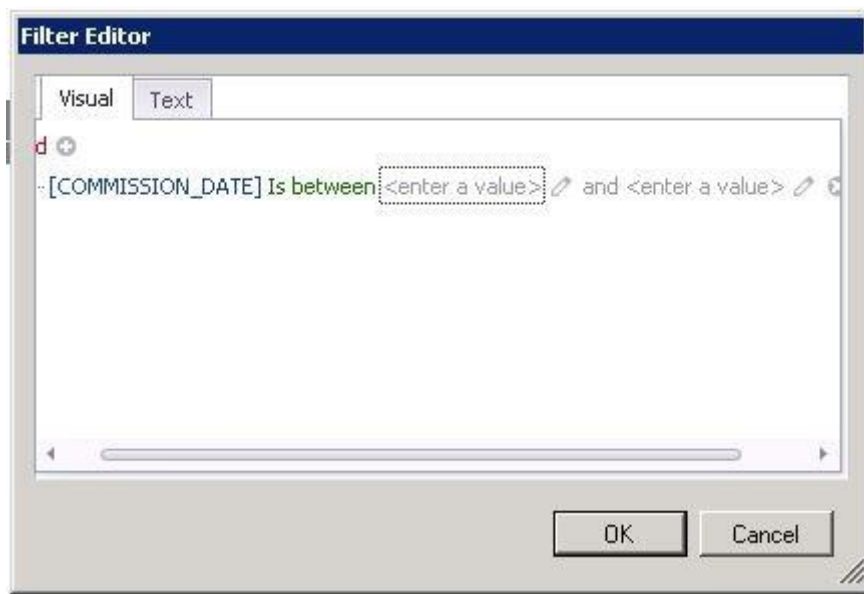 Filter Editor
Visual Text
d
[COMMISSION_DATE] Is between <enter a value> and <enter a value>
OK Cancel